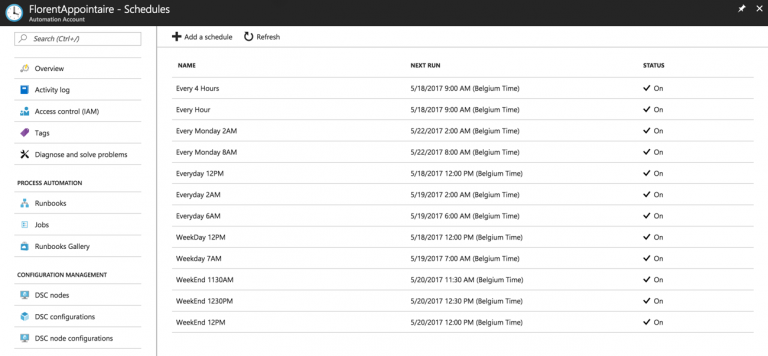 FlorentAppointaire - Schedules
Automation Account
Search (Ctrl+/)
Overview
Activity log
Access control (IAM)
Tags
Diagnose and solve problems
PROCESS AUTOMATION
Runbooks
Jobs
Runbooks Gallery
CONFIGURATION MANAGEMENT
DSC nodes
DSC configurations
DSC node configurations
Add a schedule Refresh
NAME NEXT RUN STATUS
Every 4 Hours 5/18/2017 9:00 AM (Belgium Time) On
Every Hour 5/18/2017 9:00 AM (Belgium Time) On
Every Monday 2AM 5/22/2017 2:00 AM (Belgium Time) On
Every Monday 8AM 5/22/2017 8:00 AM (Belgium Time) On
Everyday 12PM 5/18/2017 12:00 PM (Belgium Time) On
Everyday 2AM 5/19/2017 2:00 AM (Belgium Time) On
Everyday 6AM 5/19/2017 6:00 AM (Belgium Time) On
WeekDay 12PM 5/18/2017 12:00 PM (Belgium Time) On
Weekday 7AM 5/19/2017 7:00 AM (Belgium Time) On
WeekEnd 1130AM 5/20/2017 11:30 AM (Belgium Time) On
WeekEnd 1230PM 5/20/2017 12:30 PM (Belgium Time) On
WeekEnd 12PM 5/20/2017 12:00 PM (Belgium Time) On